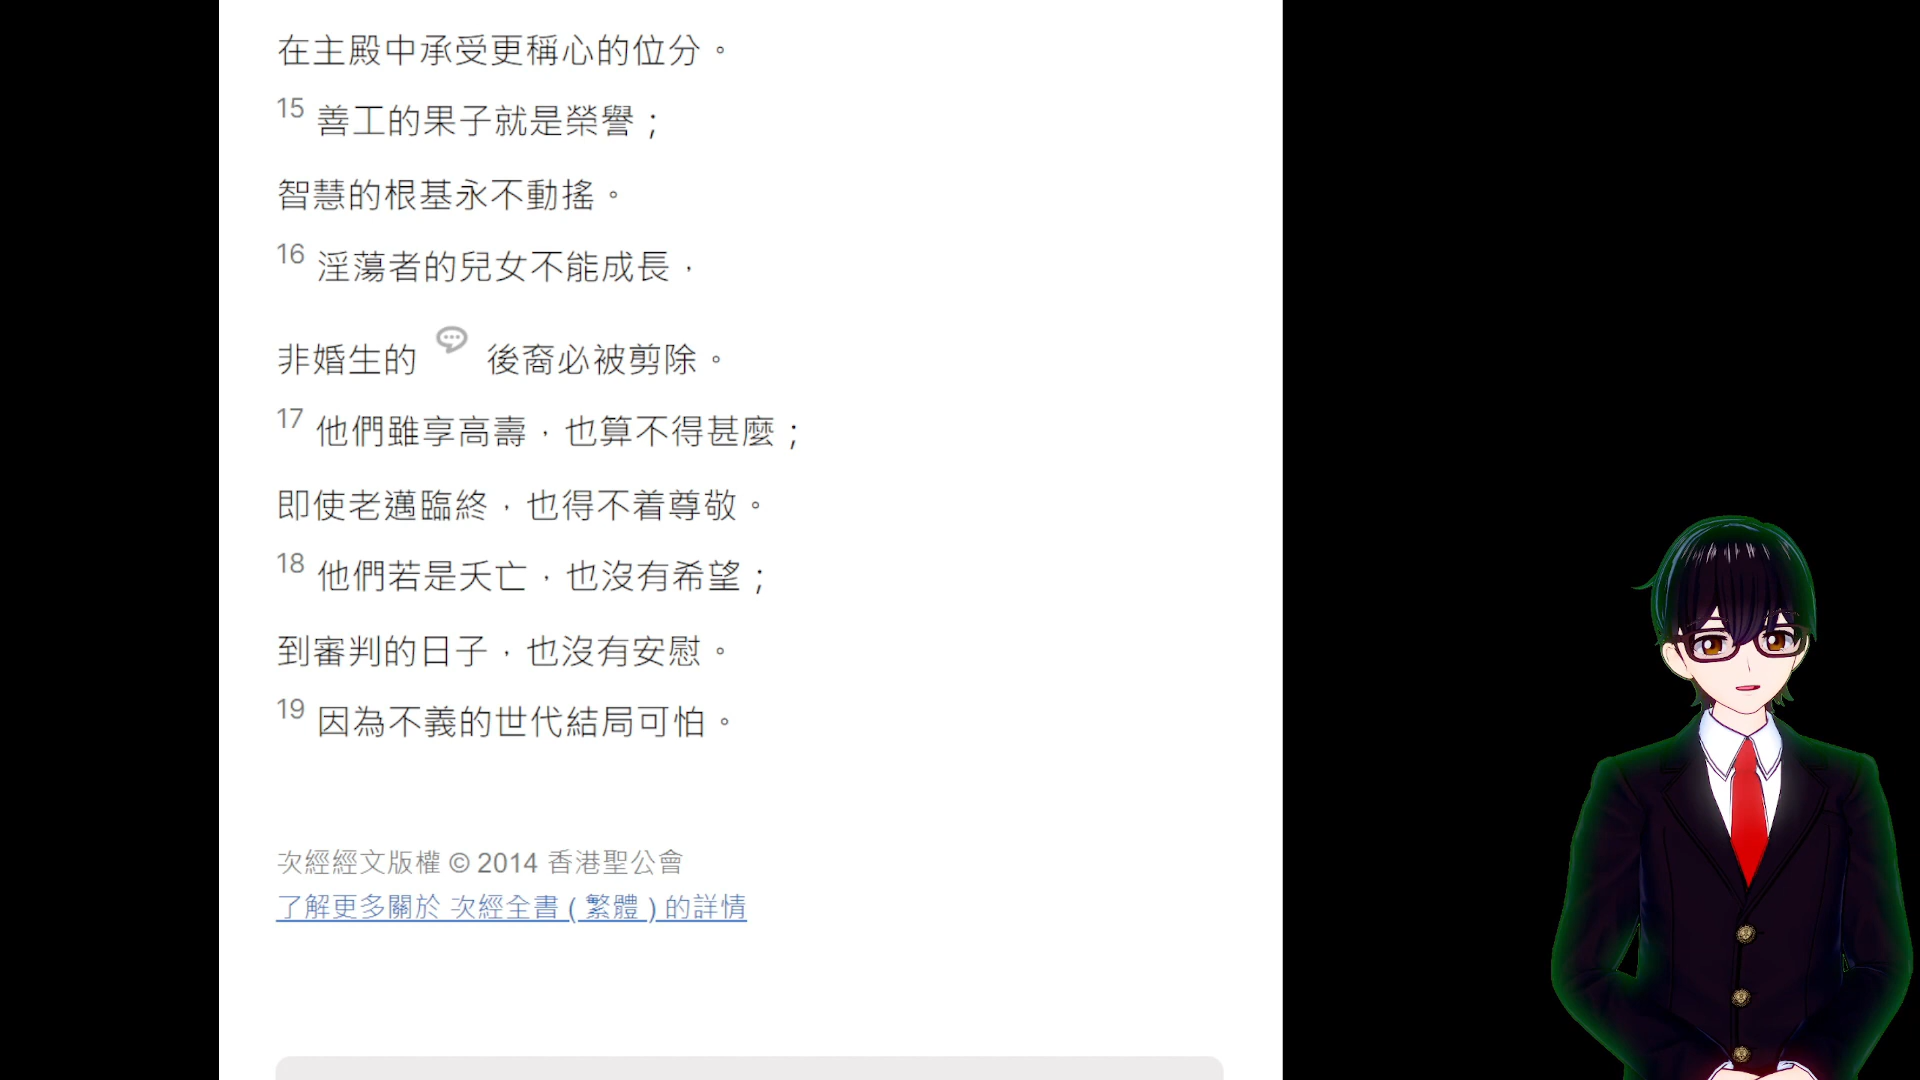 在主殿中承受更稱心的位分。
15 善工的果子就是榮譽；
智慧的根基永不動搖。
16 淫蕩者的兒女不能成長，
非婚生的 後裔必被剪除。
17 他們雖享高壽，也算不得甚麼；
即使老邁臨終，也得不着尊敬。
18 他們若是夭亡，也沒有希望；
到審判的日子，也沒有安慰。
19 因為不義的世代結局可怕。
次經經文版權 © 2014 香港聖公會
了解更多關於 次經全書 ( 繁體 ) 的詳情